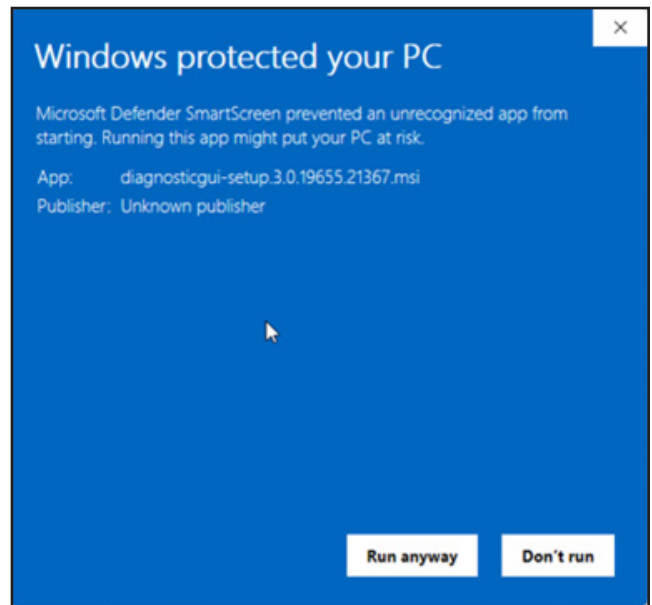 Windows protected your PC
Microsoft Defender SmartScreen prevented an unrecognized app from
starting. Running this app might put your PC at risk.
App: diagnosticgui-setup.3.0.19655.21367.msi
Publisher: Unknown publisher
Run anyway Don't run